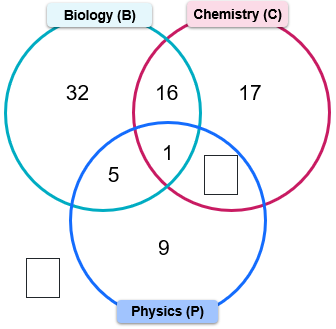 Biology (B)
Chemistry (C)
32
16
17
1
5
9
Physics (P)